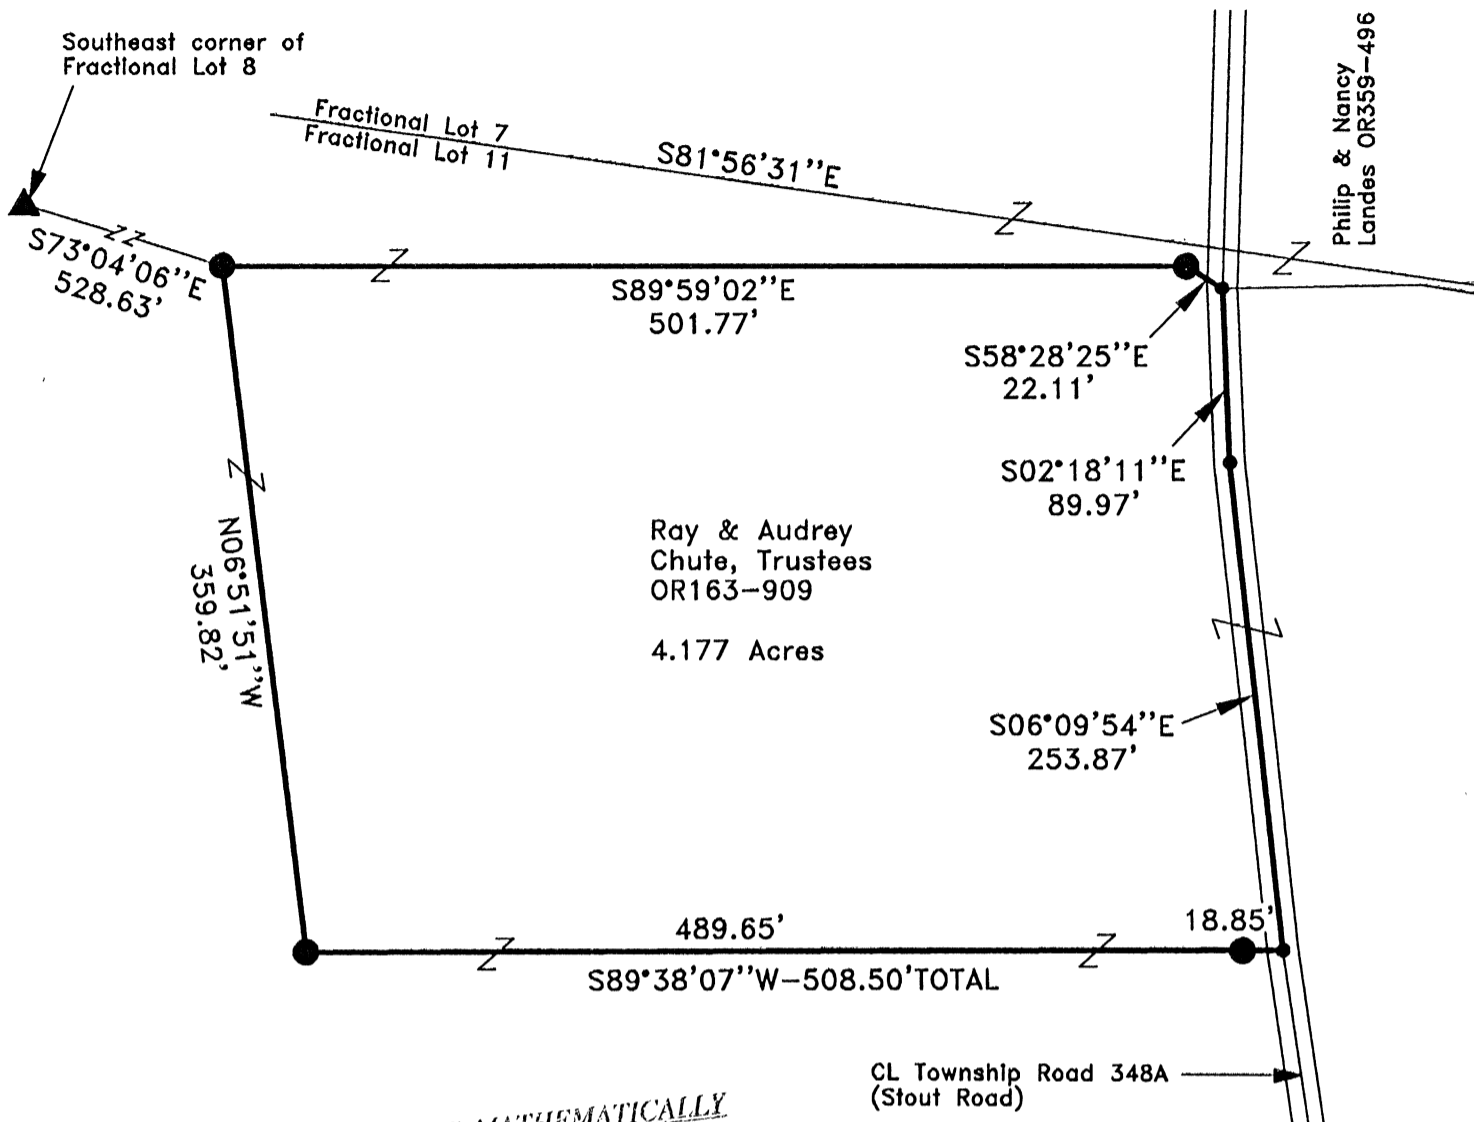 Southeast corner of
Fractional Lot 8
Fractional Lot 7
Fractional Lot 11
S81°56'31''E
Philip & Nancy
Landes OR359-496
S73°04'06''E
528.63'
S89°59'02''E
501.77'
S58°28'25''E
22.11'
S02°18'11''E
89.97'
N06°51'51''W
359.82'
Ray & Audrey
Chute, Trustees
OR163-909
4.177 Acres
S06°09'54''E
253.87'
489.65'
18.85'
S89°38'07''W-508.50'TOTAL
CL Township Road 348A
(Stout Road)
MATHEMATICALLY